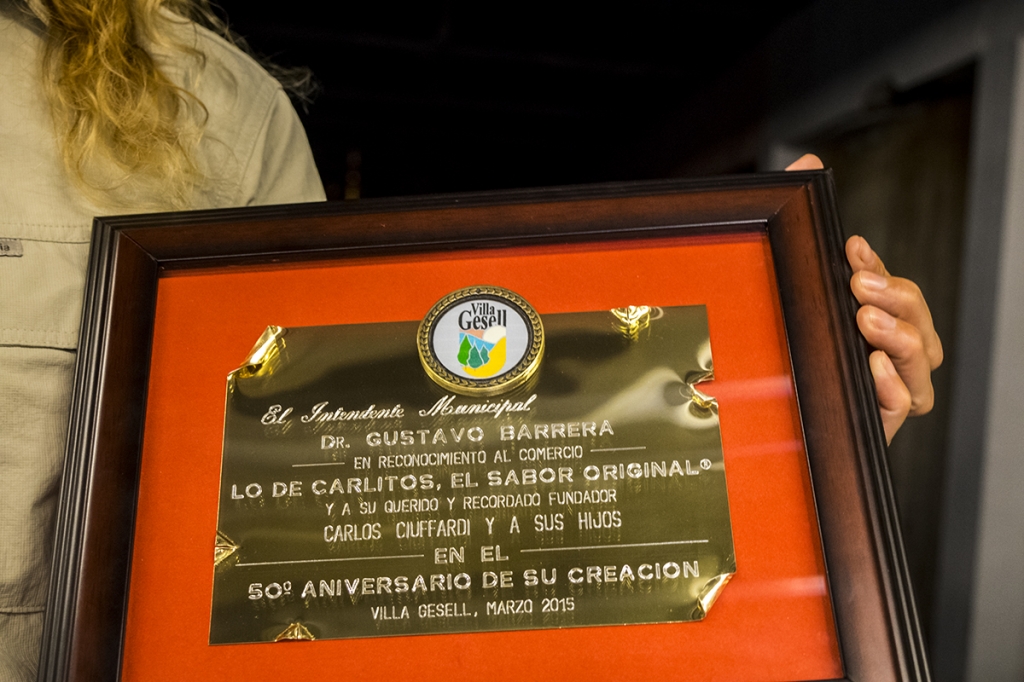 Villa
Gesell
El Intendente Municipal
DR. GUSTAVO BARRERA
EN RECONOCIMIENTO AL COMERCIO
LO DE CARLITOS, EL SABOR ORIGINAL®
Y A SU QUERIDO Y RECORDADO FUNDADOR
CARLOS CIUFFARDI Y A SUS HIJOS
EN EL
50º ANIVERSARIO DE SU CREACION
VILLA GESELL, MARZO 2015